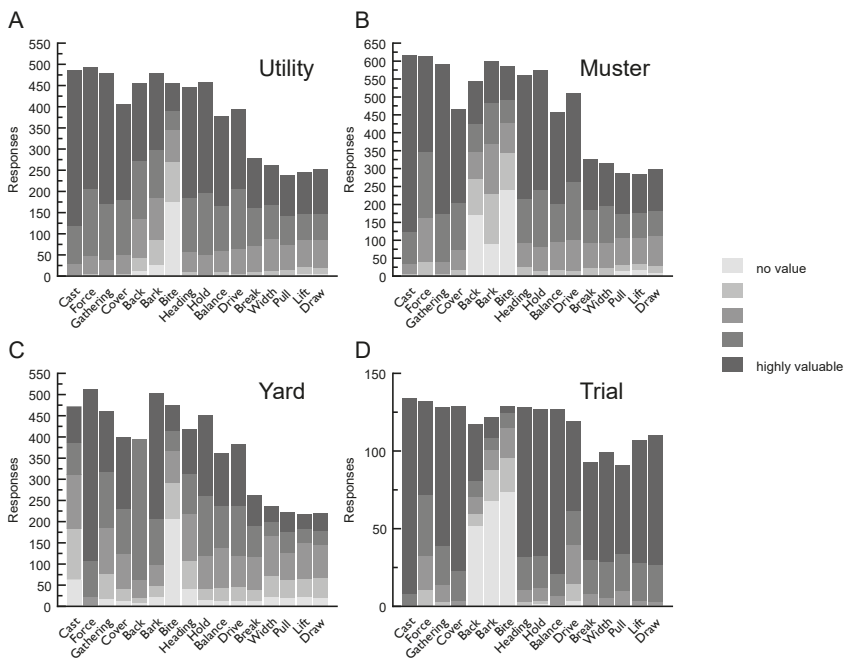 A
Utility
Responses
550
500
450
400
350
300
250
200
150
100
50
0
Cast
Force
Gathering
Cover
Back
Bark
Bite
Heading
Hold
Balance
Drive
Break
Width
Pull
Lift
Draw
B
Muster
Responses
650
600
550
500
450
400
350
300
250
200
150
100
50
0
Cast
Force
Gathering
Cover
Back
Bark
Bite
Heading
Hold
Balance
Drive
Break
Width
Pull
Lift
Draw
no value
highly valuable
C
Yard
Responses
550
500
450
400
350
300
250
200
150
100
50
0
Cast
Force
Gathering
Cover
Back
Bark
Bite
Heading
Hold
Balance
Drive
Break
Width
Pull
Lift
Draw
D
Trial
Responses
150
100
50
0
Cast
Force
Gathering
Cover
Back
Bark
Bite
Heading
Hold
Balance
Drive
Break
Width
Pull
Lift
Draw